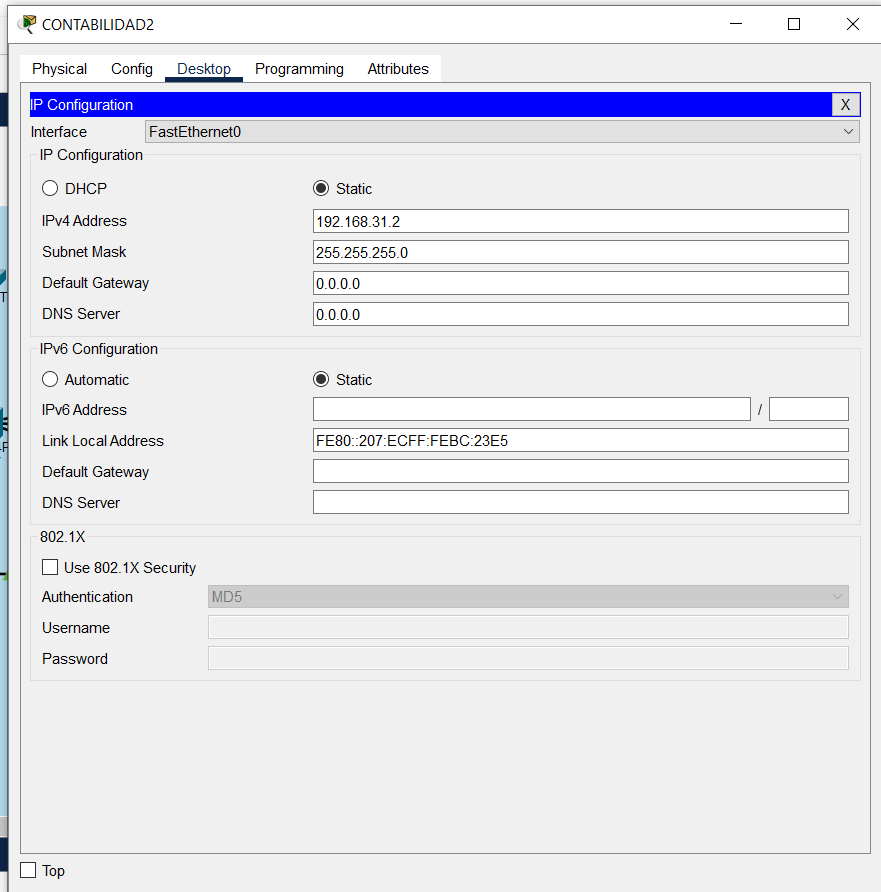 CONTABILIDAD2
Physical Config Desktop Programming Attributes
IP Configuration X
Interface FastEthernet0
IP Configuration
DHCP Static
IPv4 Address 192.168.31.2
Subnet Mask 255.255.255.0
Default Gateway 0.0.0.0
DNS Server 0.0.0.0
IPv6 Configuration
Automatic Static
IPv6 Address /
Link Local Address FE80::207:ECFF:FEBC:23E5
Default Gateway
DNS Server
802.1X
Use 802.1X Security
Authentication MD5
Username
Password
Top